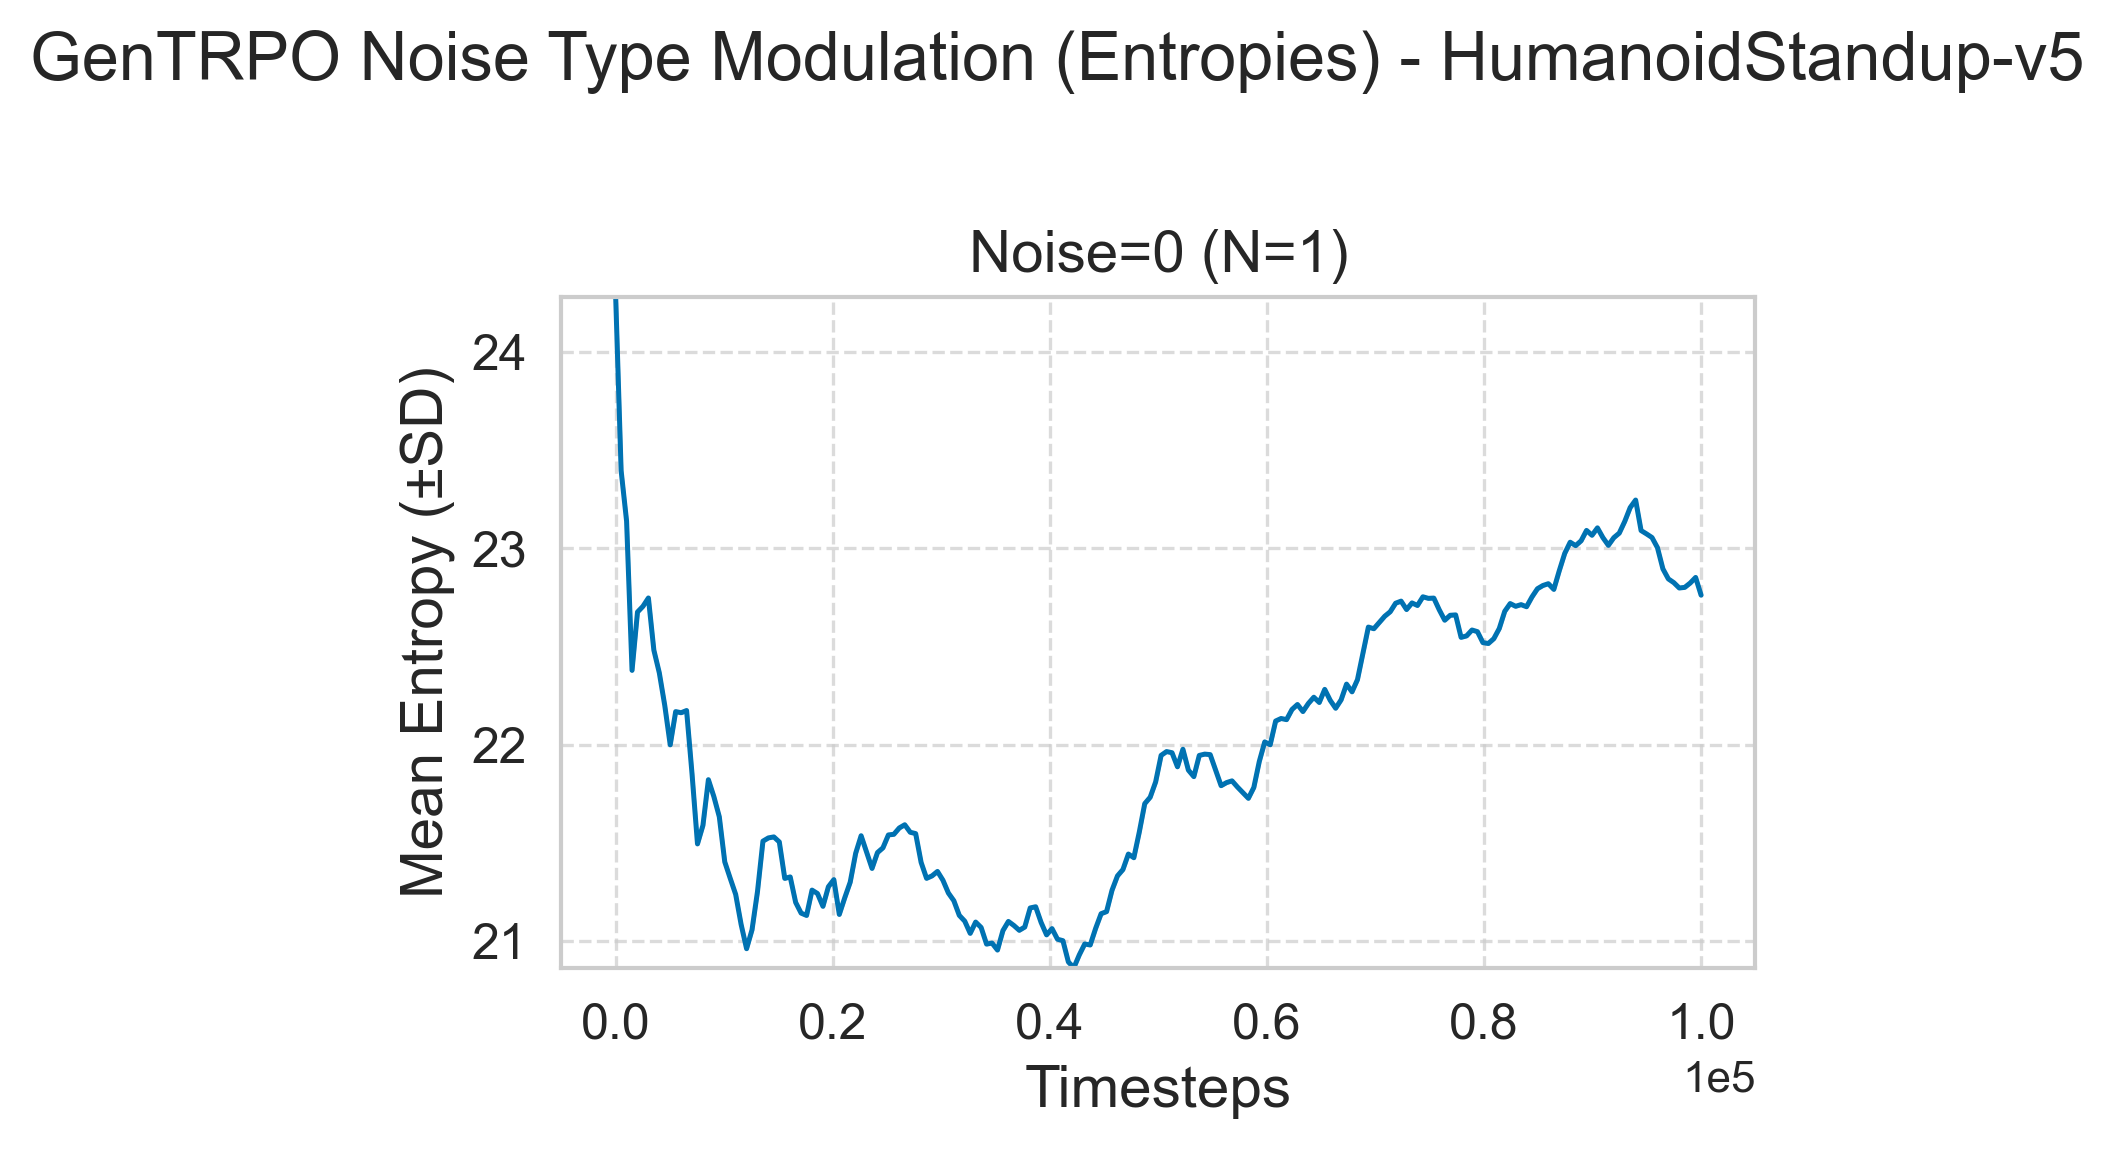 GenTRPO Noise Type Modulation (Entropies) - HumanoidStandup-v5
Noise=0 (N=1)
Mean Entropy (±SD)
24
23
22
21
0.0 0.2 0.4 0.6 0.8 1.0
1e5
Timesteps